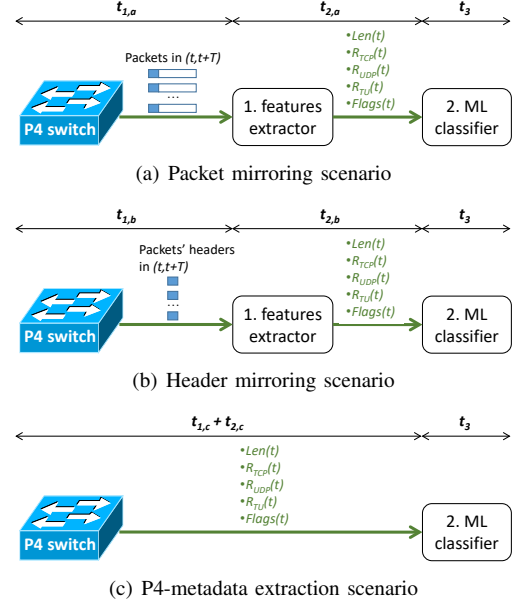 t1,a t2,a t3
Packets in (t,t+T)
...
•Len(t)
•RTCP(t)
•RUDP(t)
•RTU(t)
•Flags(t)
P4 switch
1. features
extractor
2. ML
classifier
(a) Packet mirroring scenario
t1,b t2,b t3
Packets' headers
in (t,t+T)
...
•Len(t)
•RTCP(t)
•RUDP(t)
•RTU(t)
•Flags(t)
P4 switch
1. features
extractor
2. ML
classifier
(b) Header mirroring scenario
t1,c + t2,c t3
•Len(t)
•RTCP(t)
•RUDP(t)
•RTU(t)
•Flags(t)
P4 switch
2. ML
classifier
(c) P4-metadata extraction scenario